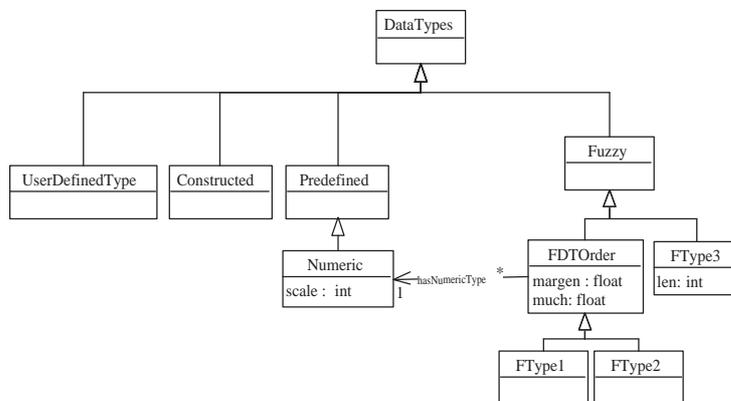 DataTypes
UserDefinedType
Constructed
Predefined
Fuzzy
Numeric
scale : int
1
hasNumericType
*
FDTOrder
margen : float
much: float
FType3
len: int
FType1
FType2